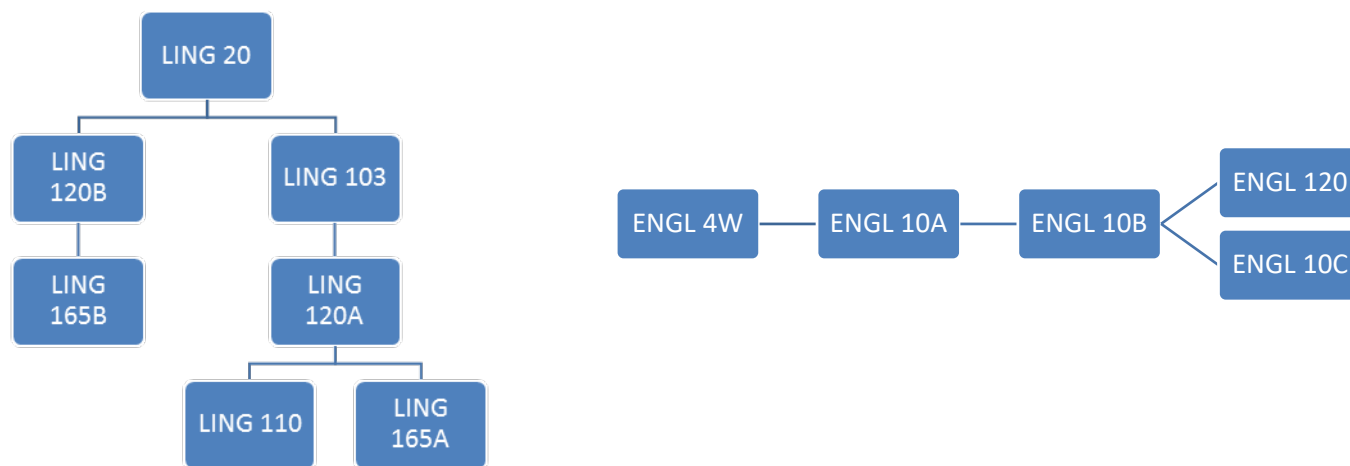 LING 20
LING
120B
LING 103
LING
165B
LING
120A
LING 110
LING
165A
ENGL 4W
ENGL 10A
ENGL 10B
ENGL 120
ENGL 10C